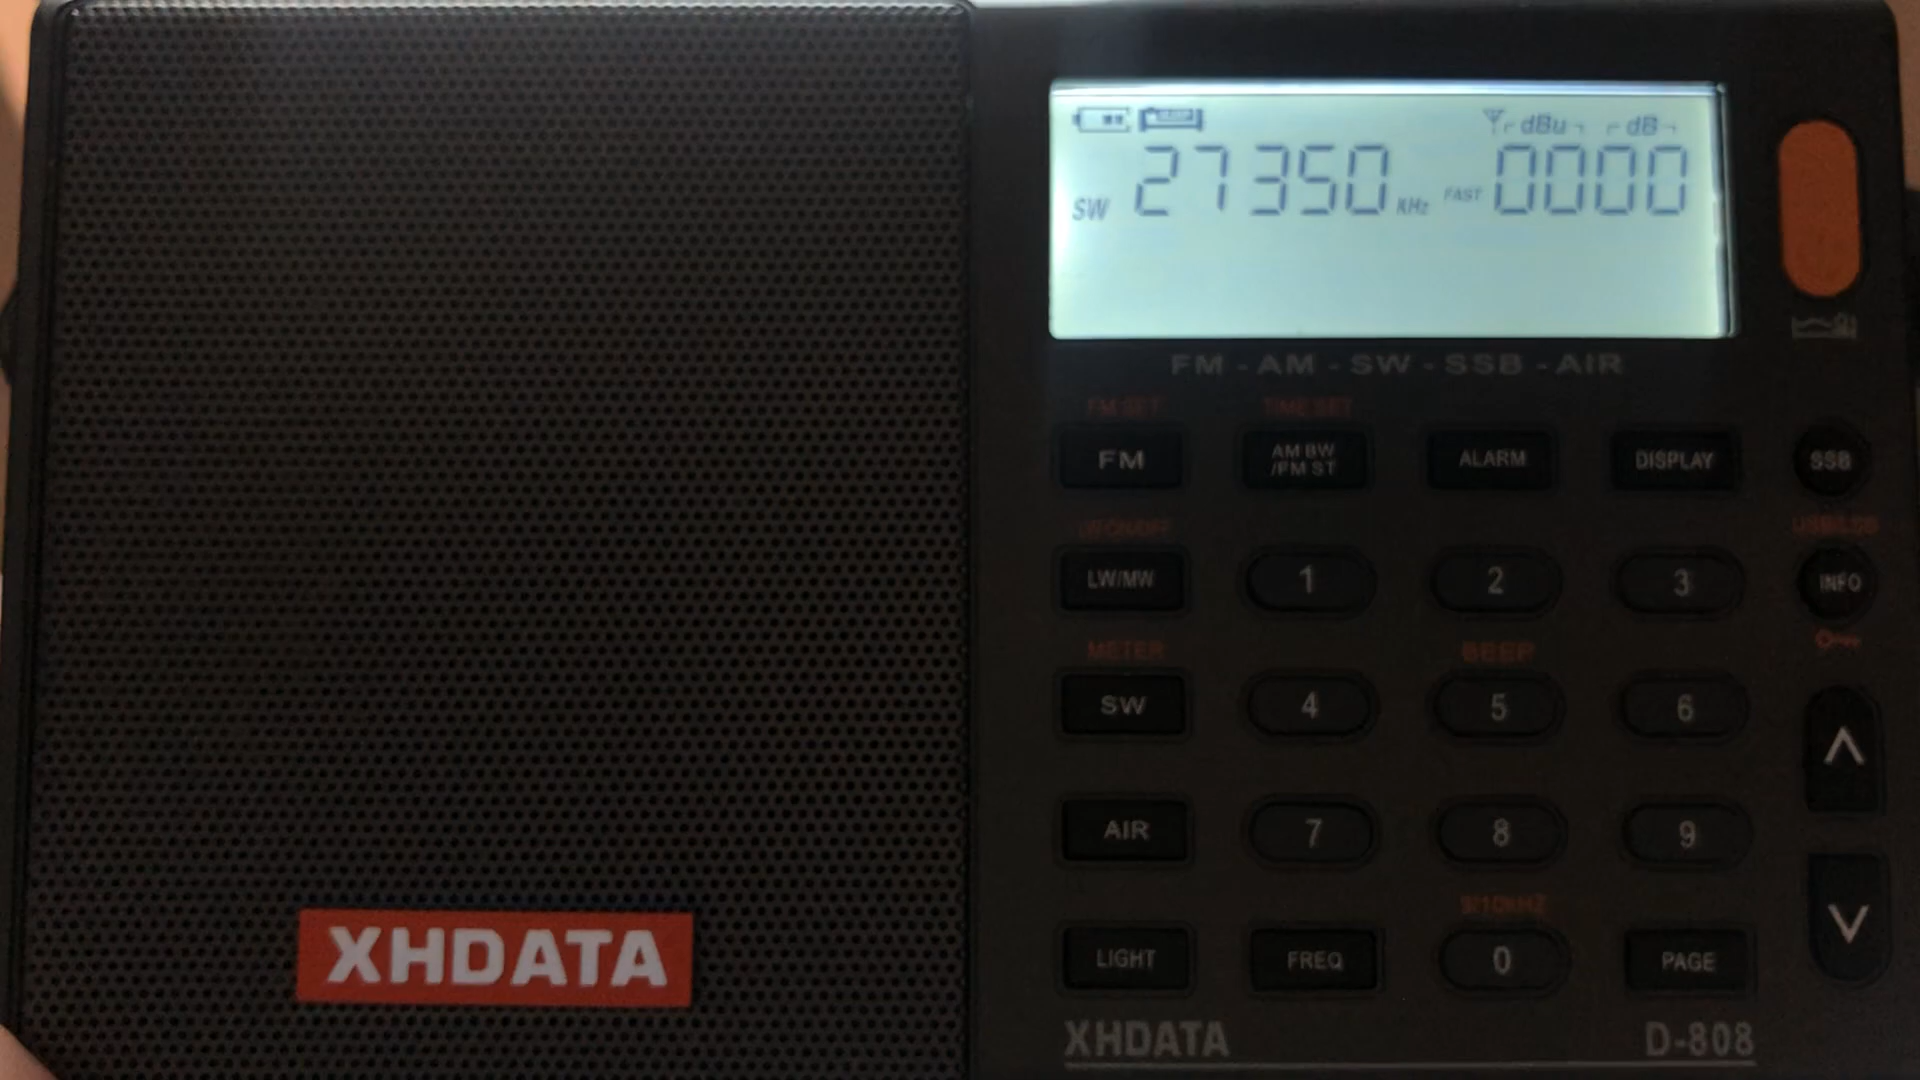 dBu dB
SW 27350 KHz FAST 0000
FM - AM - SW - SSB - AIR
FM SET TIME SET
FM AM BW /FM ST ALARM DISPLAY SSB
LW ON/OFF USB/LSB
LW/MW 1 2 3 INFO
METER BEEP
SW 4 5 6
AIR 7 8 9
9/10KHZ
LIGHT FREQ 0 PAGE
XHDATA
XHDATA D-808